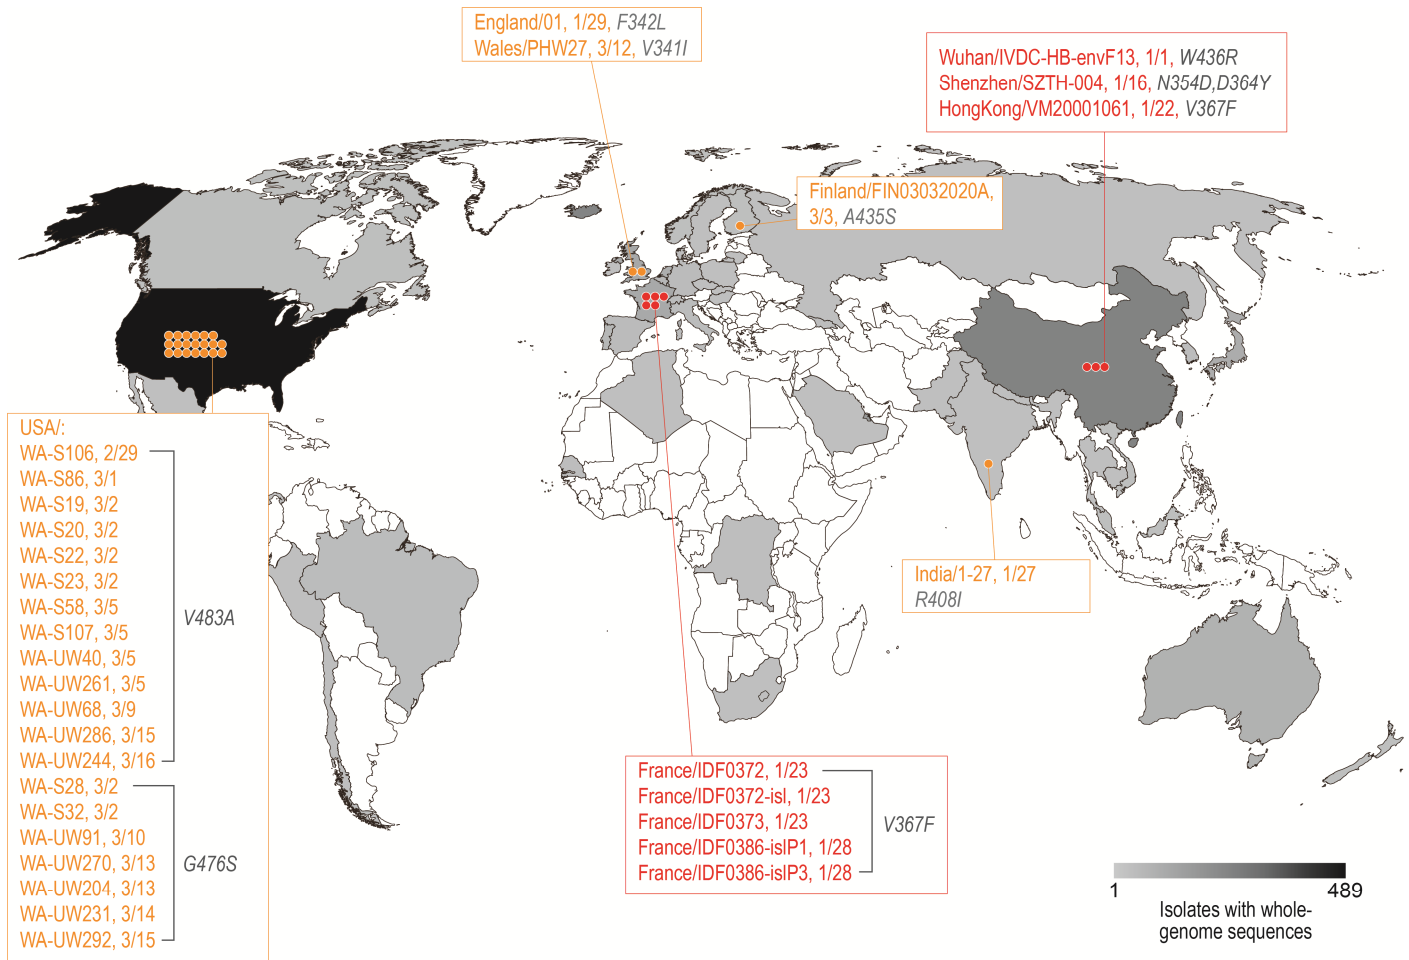 England/01, 1/29, F342L
Wales/PHW27, 3/12, V341I
Wuhan/IVDC-HB-envF13, 1/1, W436R
Shenzhen/SZTH-004, 1/16, N354D,D364Y
HongKong/VM20001061, 1/22, V367F
Finland/FIN03032020A,
3/3, A435S
USA/:
WA-S106, 2/29
WA-S86, 3/1
WA-S19, 3/2
WA-S20, 3/2
WA-S22, 3/2
WA-S23, 3/2
WA-S58, 3/5
WA-S107, 3/5
WA-UW40, 3/5
WA-UW261, 3/5
WA-UW68, 3/9
WA-UW286, 3/15
WA-UW244, 3/16
V483A
WA-S28, 3/2
WA-S32, 3/2
WA-UW91, 3/10
WA-UW270, 3/13
WA-UW204, 3/13
WA-UW231, 3/14
WA-UW292, 3/15
G476S
India/1-27, 1/27
R408I
France/IDF0372, 1/23
France/IDF0372-isl, 1/23
France/IDF0373, 1/23
France/IDF0386-islP1, 1/28
France/IDF0386-islP3, 1/28
V367F
1 489
Isolates with whole-
genome sequences